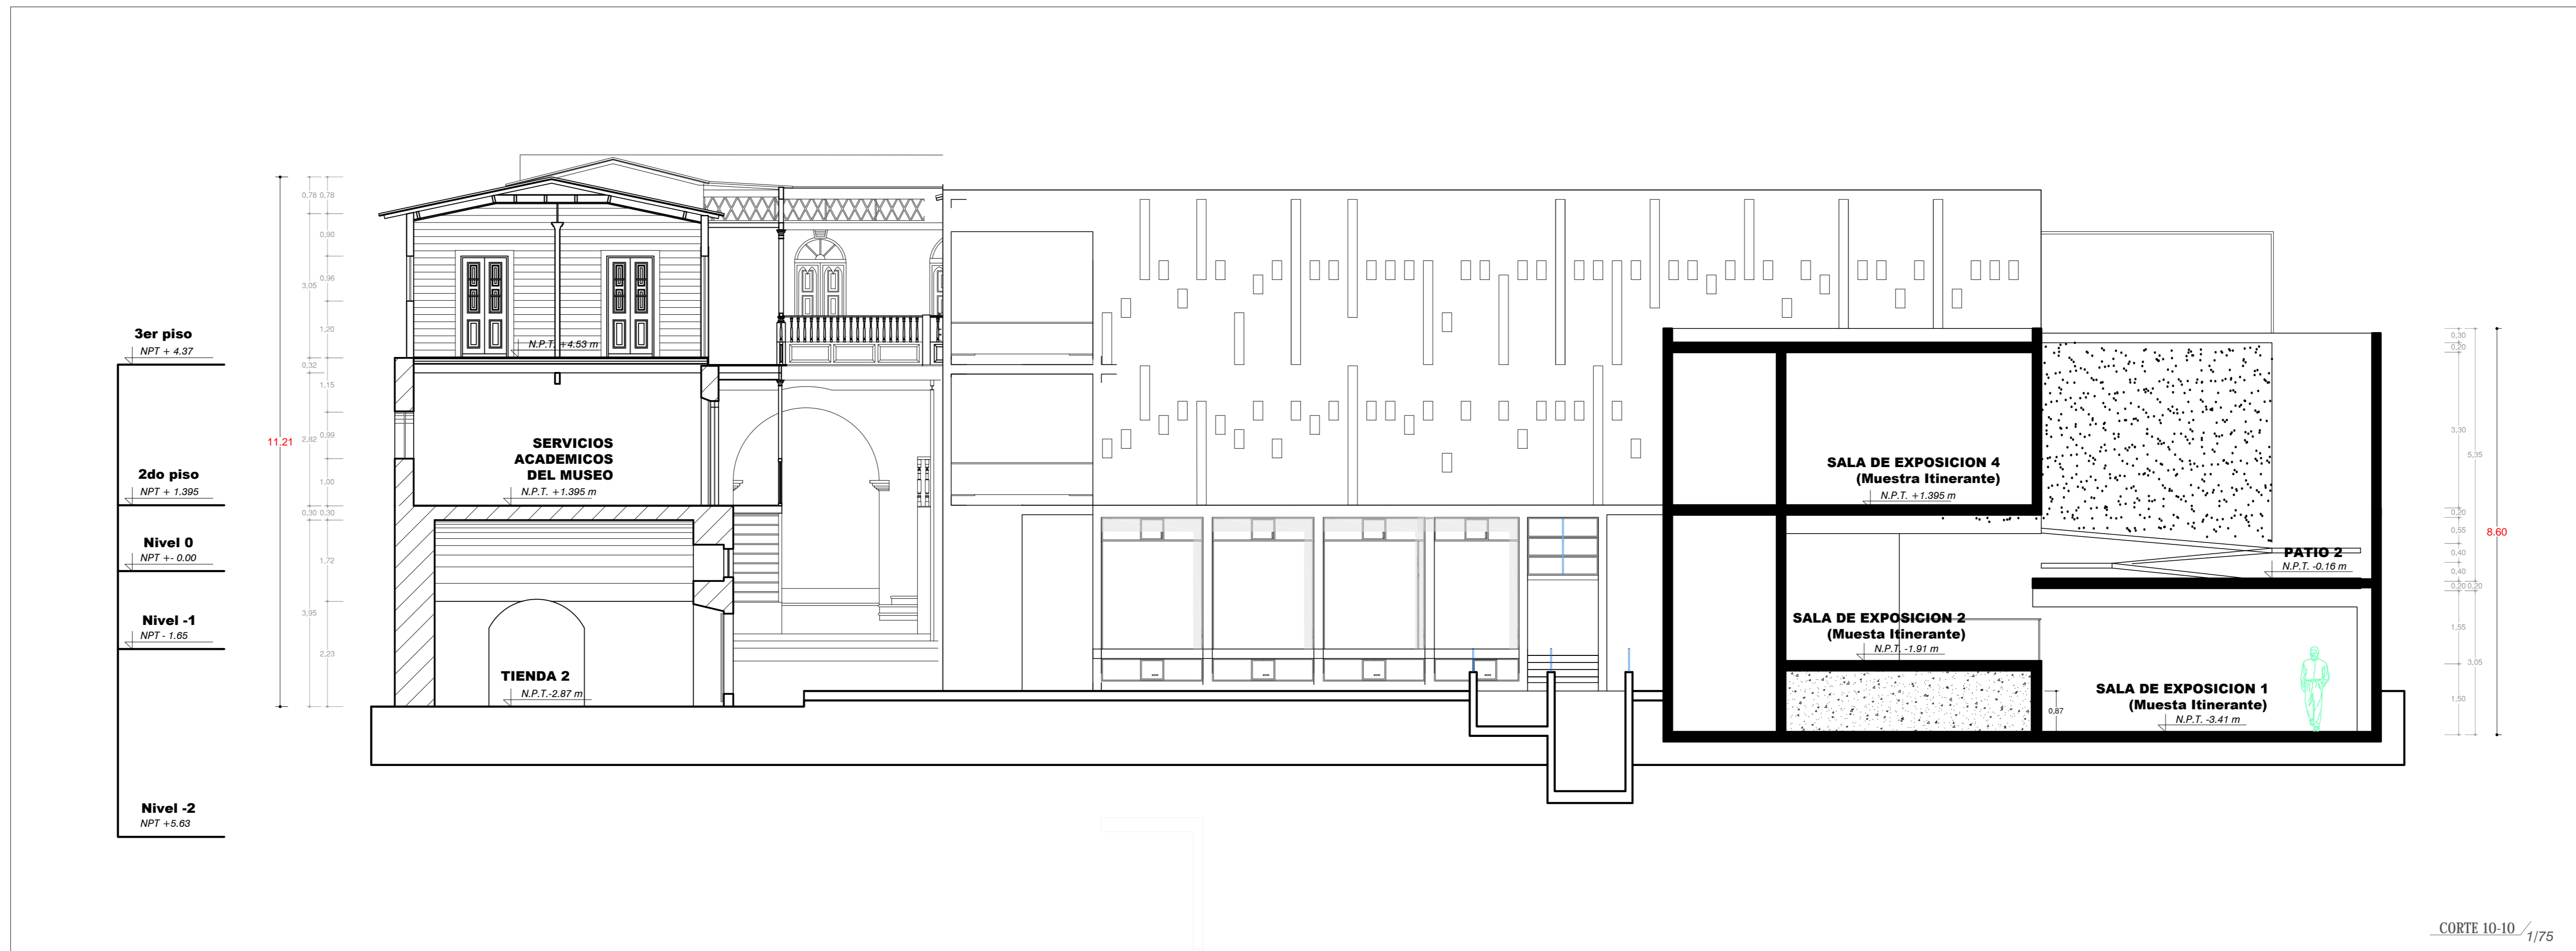 3er piso
NPT + 4.37
2do piso
NPT + 1.395
Nivel 0
NPT +- 0.00
Nivel -1
NPT - 1.65
Nivel -2
NPT +5.63
11.21
0,78 0,78
0,90
0,96
3,05
1,20
0,32
1,15
2,82 0,99
1,00
0,30 0,30
1,72
3,95
2,23
N.P.T. +4.53 m
SERVICIOS
ACADEMICOS
DEL MUSEO
N.P.T. +1.395 m
TIENDA 2
N.P.T.-2.87 m
SALA DE EXPOSICION 4
(Muestra Itinerante)
N.P.T. +1.395 m
SALA DE EXPOSICION 2
(Muesta Itinerante)
N.P.T. -1.91 m
PATIO 2
N.P.T. -0.16 m
SALA DE EXPOSICION 1
(Muesta Itinerante)
N.P.T. -3.41 m
0,87
0,30
0,20
3,30
5,35
0,20
0,55
0,40
0,40
0,20 0,20
1,55
3,05
1,50
8.60
CORTE 10-10 / 1/75